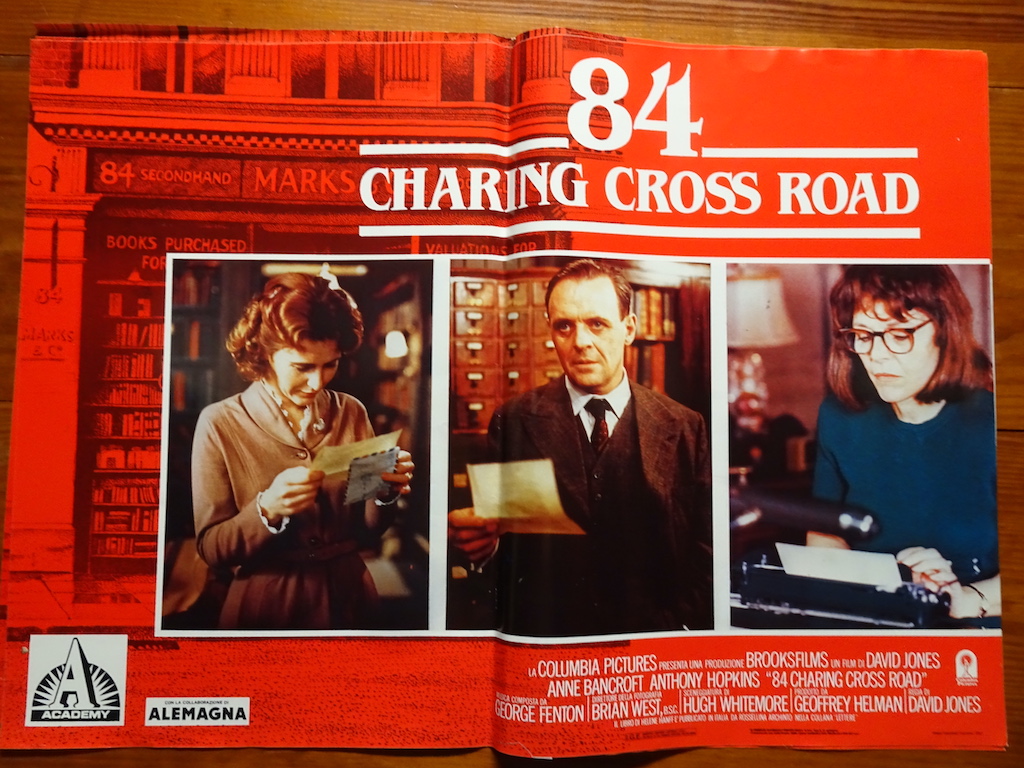 84
CHARING CROSS ROAD
84 SECONDHAND MARKS
BOOKS PURCHASED
FOR
VALUATIONS FOR
84
MARKS
& Co
LA COLUMBIA PICTURES PRESENTA UNA PRODUZIONE BROOKSFILMS UN FILM DI DAVID JONES
ANNE BANCROFT ANTHONY HOPKINS "84 CHARING CROSS ROAD"
MUSICA COMPOSTA DA GEORGE FENTON DIRETTORE DELLA FOTOGRAFIA BRIAN WEST, B.S.C. SCENEGGIATURA DI HUGH WHITEMORE PRODOTTO DA GEOFFREY HELMAN REGIA DI DAVID JONES
IL LIBRO DI HELENE HANFF È PUBBLICATO IN ITALIA DA ROSSELLINA ARCHINTO NELLA COLLANA "LETTERE"
A
ACADEMY
CON LA COLLABORAZIONE DI
ALEMAGNA